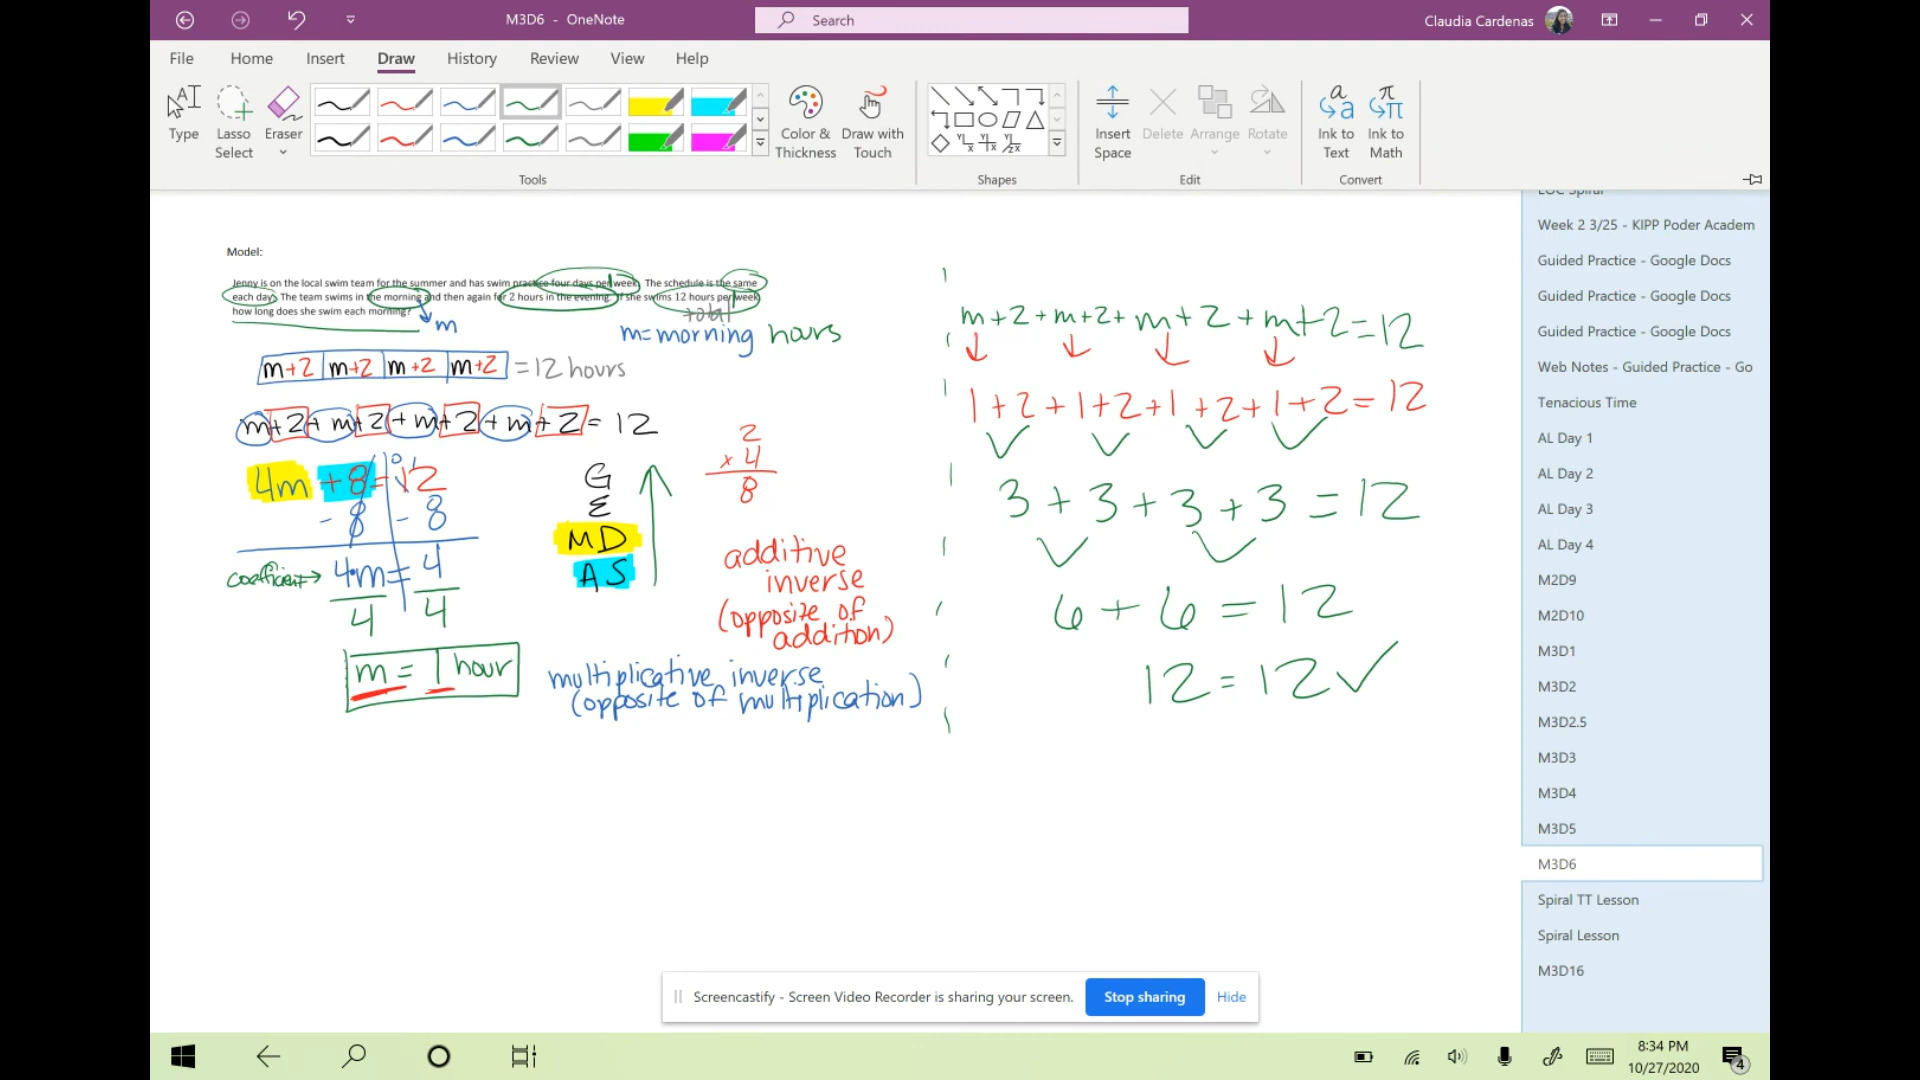 M3D6 - OneNote
Search
Claudia Cardenas
File Home Insert Draw History Review View Help
Type
Lasso Select
Eraser
Color & Thickness
Draw with Touch
Insert Space
Delete
Arrange
Rotate
Ink to Text
Ink to Math
Tools
Shapes
Edit
Convert
Model:
Jenny is on the local swim team for the summer and has swim practice four days per week. The schedule is the same
each day. The team swims in the morning and then again for 2 hours in the evening. If she swims 12 hours per week,
how long does she swim each morning?
m
total
m=morning hours
m+2 m+2 m+2 m+2 = 12 hours
m+2+m+2+m+2+m+2 = 12
4m +8 = 12
- 8 - 8
coefficient → 4·m = 4
4 4
m = 1 hour
G
E
MD
AS
2
x 4
8
additive
inverse
(opposite of
addition)
multiplicative inverse
(opposite of multiplication)
m+2+m+2+m+2+m+2=12
1+2+1+2+1+2+1+2=12
3+3+3+3=12
6+6=12
12=12✓
EOC Spiral
Week 2 3/25 - KIPP Poder Academ
Guided Practice - Google Docs
Guided Practice - Google Docs
Guided Practice - Google Docs
Web Notes - Guided Practice - Go
Tenacious Time
AL Day 1
AL Day 2
AL Day 3
AL Day 4
M2D9
M2D10
M3D1
M3D2
M3D2.5
M3D3
M3D4
M3D5
M3D6
Spiral TT Lesson
Spiral Lesson
M3D16
Screencastify - Screen Video Recorder is sharing your screen.
Stop sharing
Hide
8:34 PM
10/27/2020
4